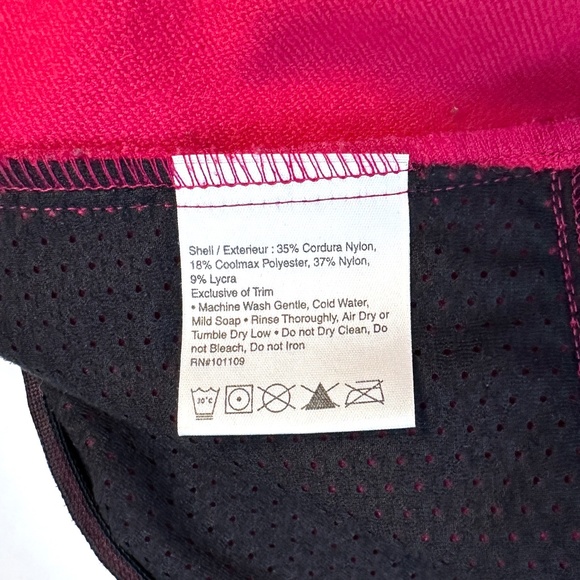 Shell / Exterieur : 35% Cordura Nylon,
18% Coolmax Polyester, 37% Nylon,
9% Lycra
Exclusive of Trim
• Machine Wash Gentle, Cold Water,
Mild Soap • Rinse Thoroughly, Air Dry or
Tumble Dry Low • Do not Dry Clean, Do
not Bleach, Do not Iron
RN#101109
30°C